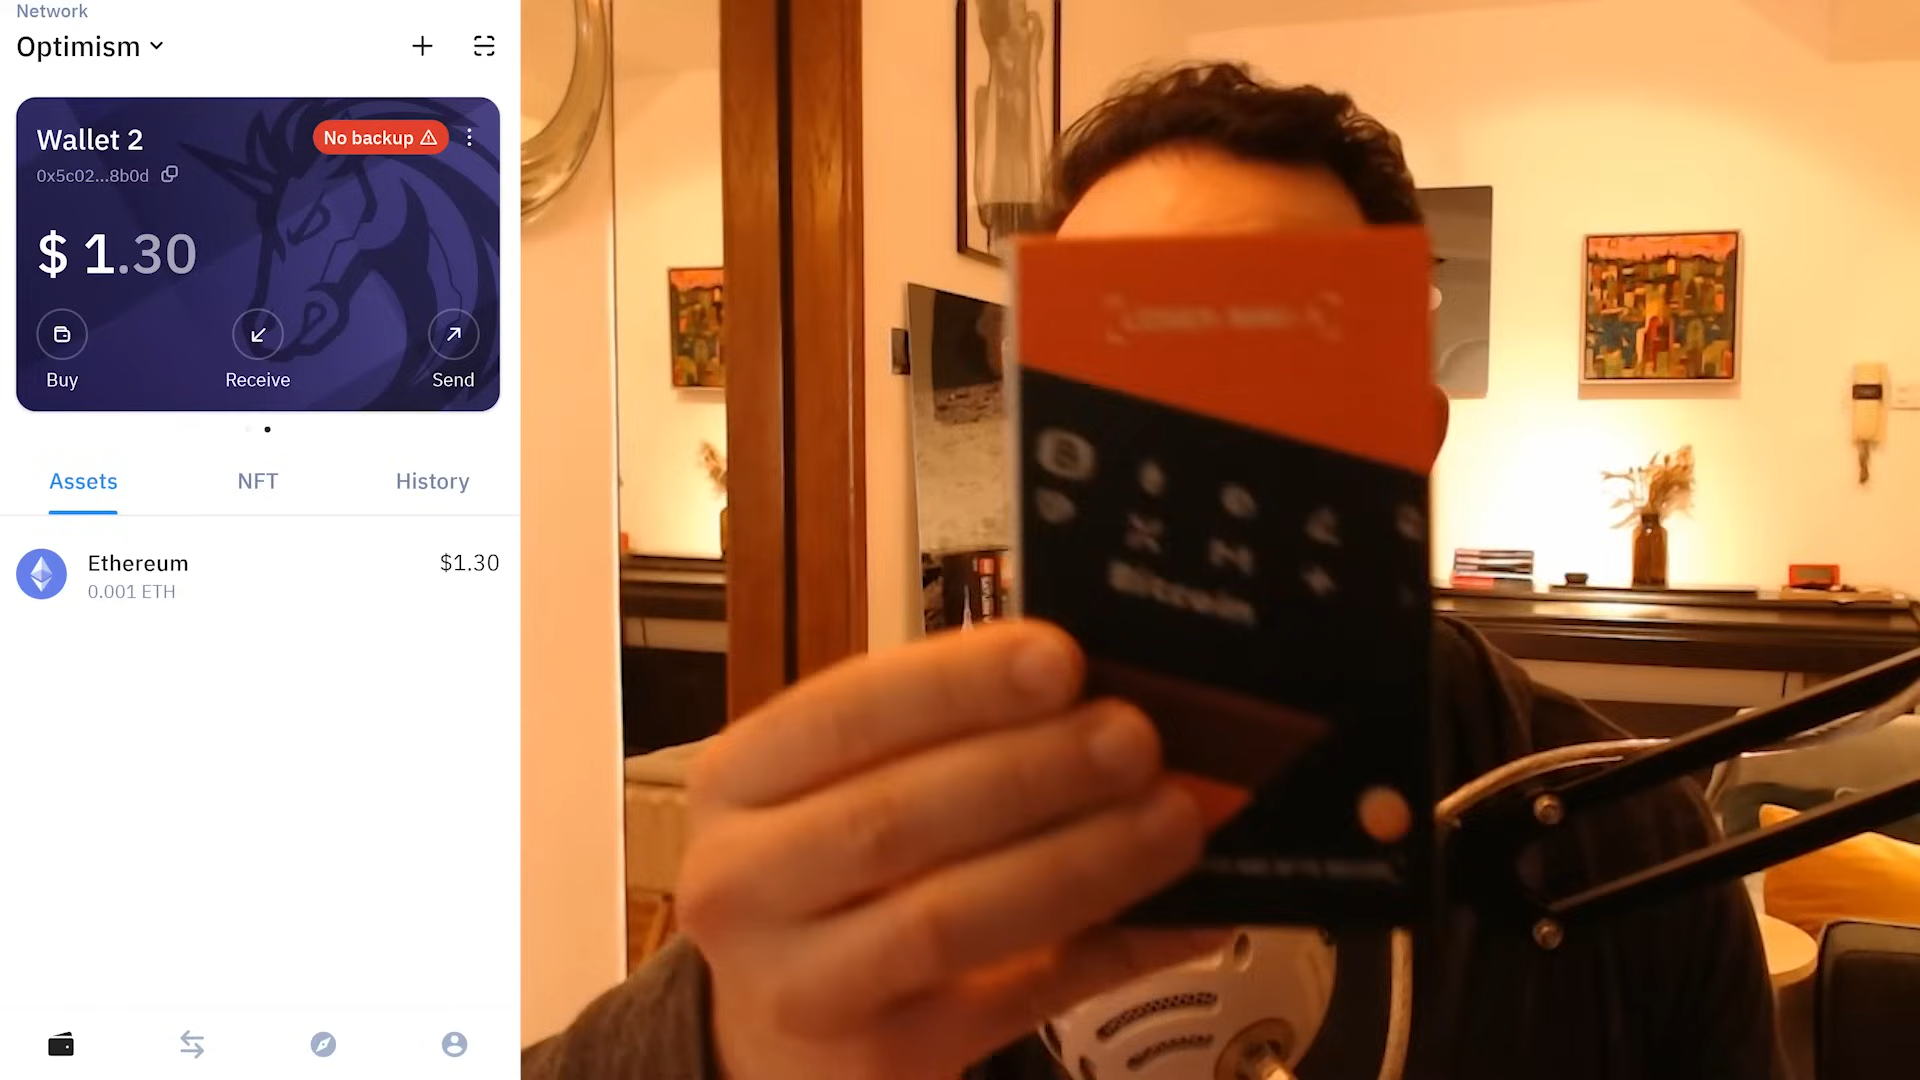 Network
Optimism
Wallet 2
No backup
0x5c02...8b0d
$ 1.30
Buy
Receive
Send
Assets
NFT
History
Ethereum
$1.30
0.001 ETH
Bitcoin